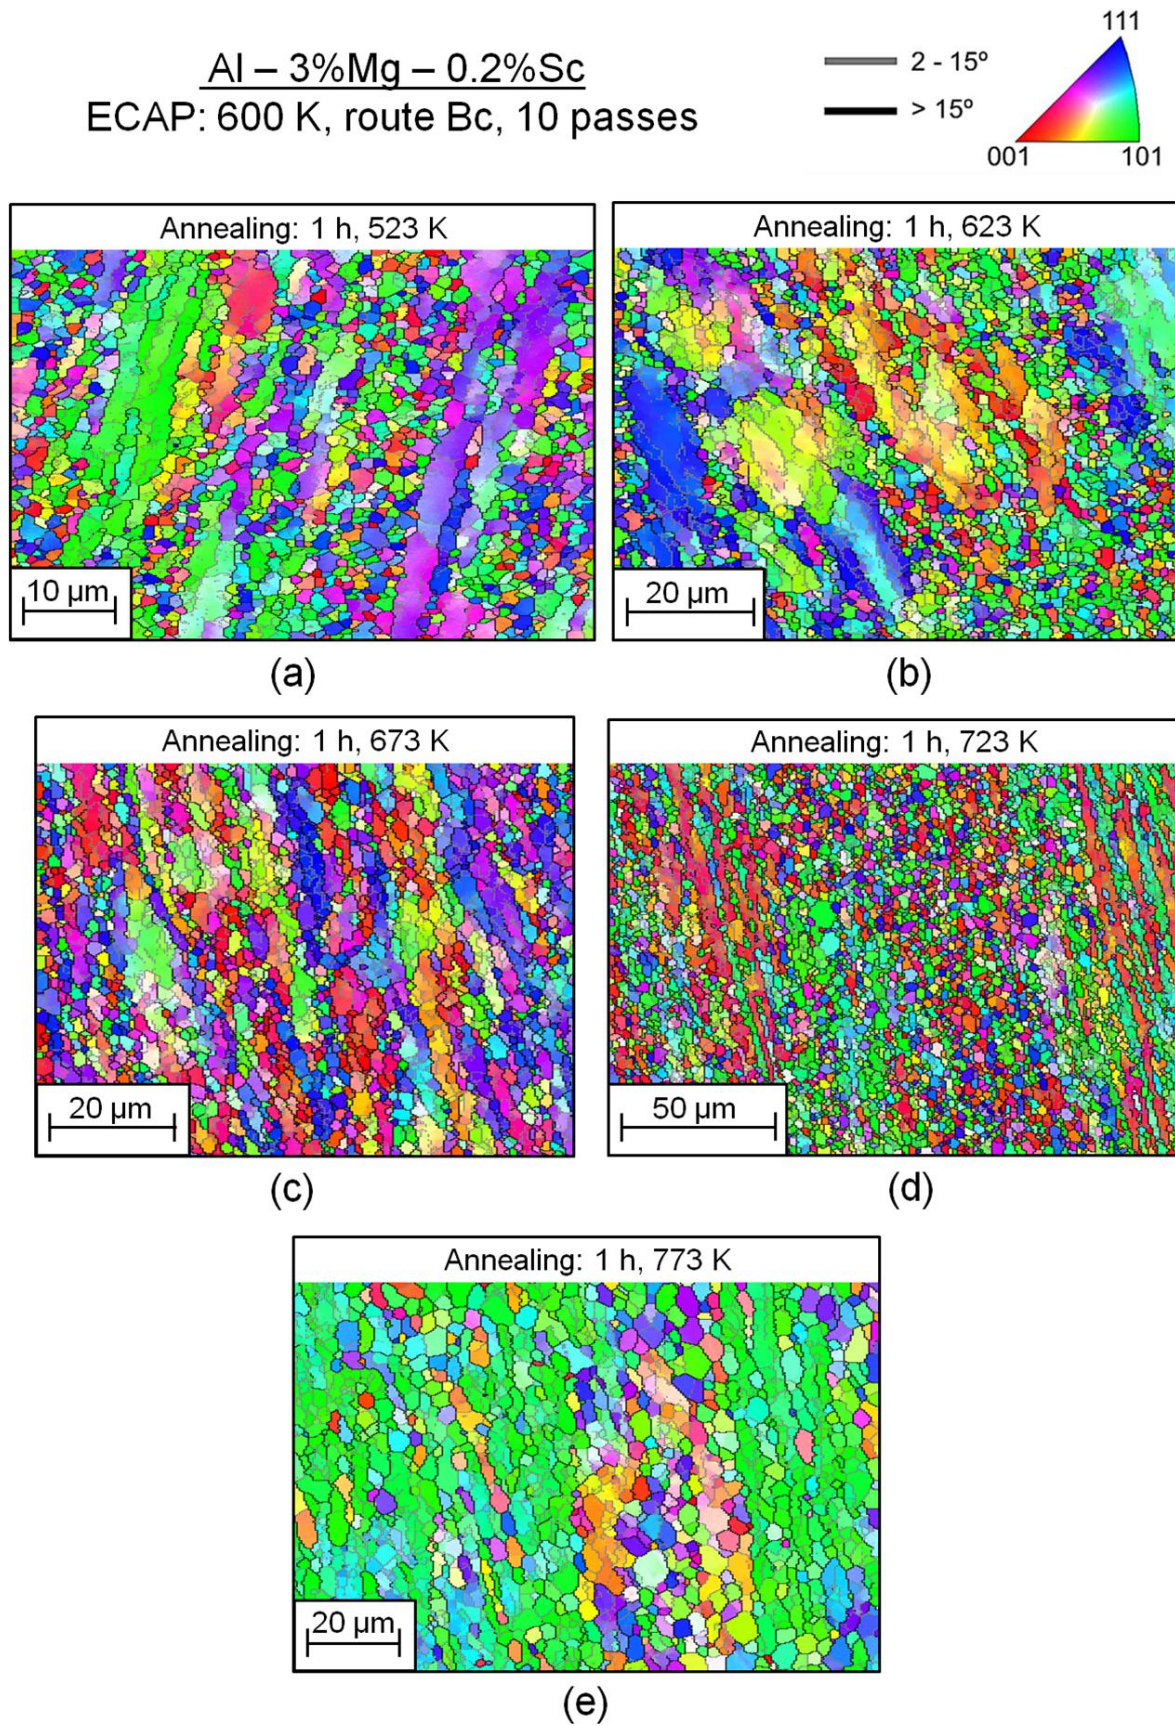 Al – 3%Mg – 0.2%Sc
ECAP: 600 K, route Bc, 10 passes
2 - 15º
> 15º
111
001
101
Annealing: 1 h, 523 K
10 µm
(a)
Annealing: 1 h, 623 K
20 µm
(b)
Annealing: 1 h, 673 K
20 µm
(c)
Annealing: 1 h, 723 K
50 µm
(d)
Annealing: 1 h, 773 K
20 µm
(e)